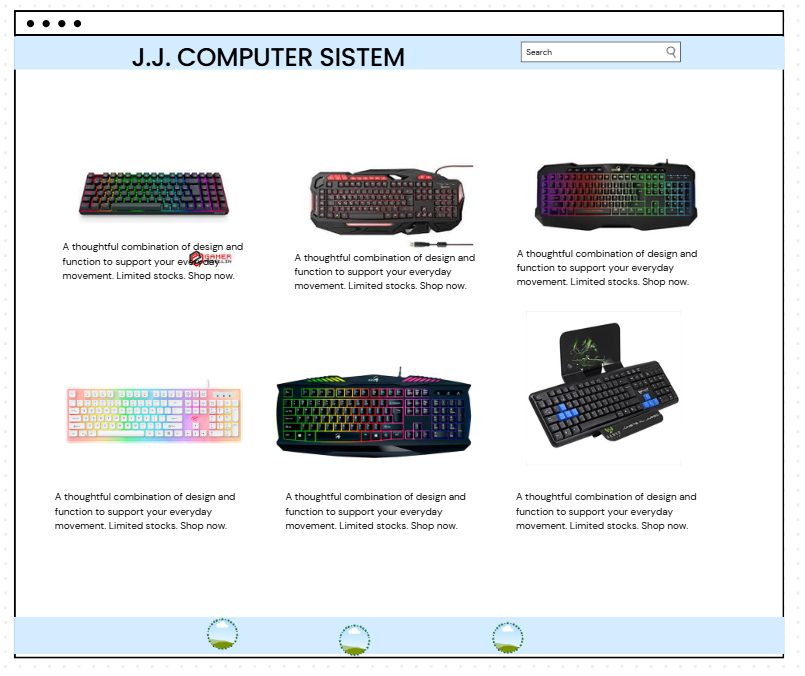 J.J. COMPUTER SISTEM
Search
A thoughtful combination of design and
function to support your everyday
movement. Limited stocks. Shop now.
GAMER
A thoughtful combination of design and
function to support your everyday
movement. Limited stocks. Shop now.
A thoughtful combination of design and
function to support your everyday
movement. Limited stocks. Shop now.
A thoughtful combination of design and
function to support your everyday
movement. Limited stocks. Shop now.
A thoughtful combination of design and
function to support your everyday
movement. Limited stocks. Shop now.
A thoughtful combination of design and
function to support your everyday
movement. Limited stocks. Shop now.